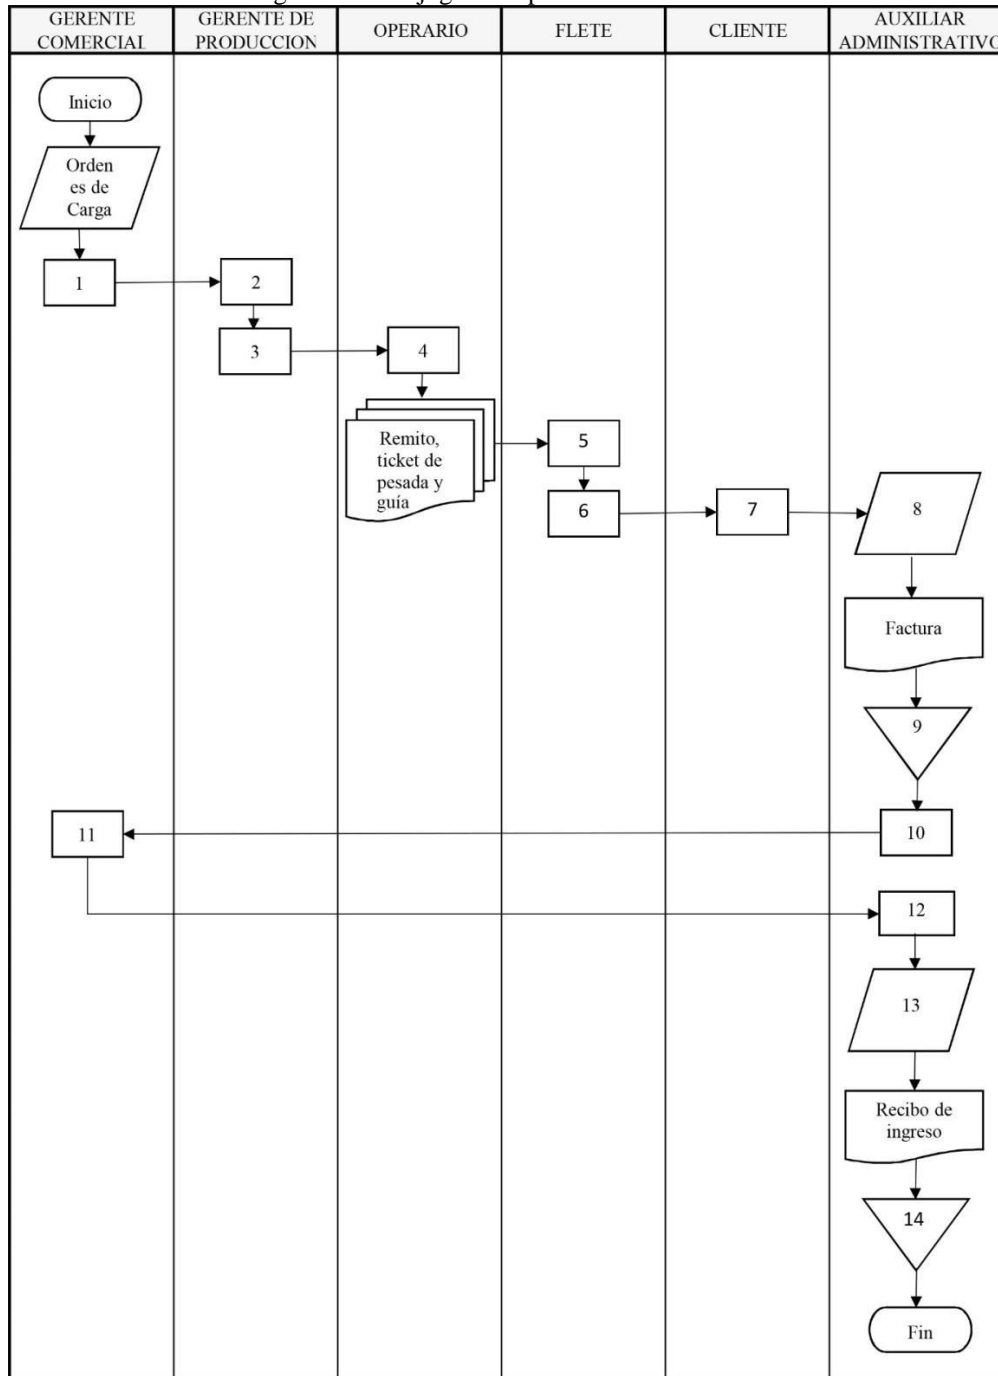 GERENTE
COMERCIAL
GERENTE DE
PRODUCCION
OPERARIO
FLETE
CLIENTE
AUXILIAR
ADMINISTRATIVO
Inicio
Orden
es de
Carga
1
2
3
4
Remito,
ticket de
pesada y
guía
5
6
7
8
Factura
9
10
11
12
13
Recibo de
ingreso
14
Fin